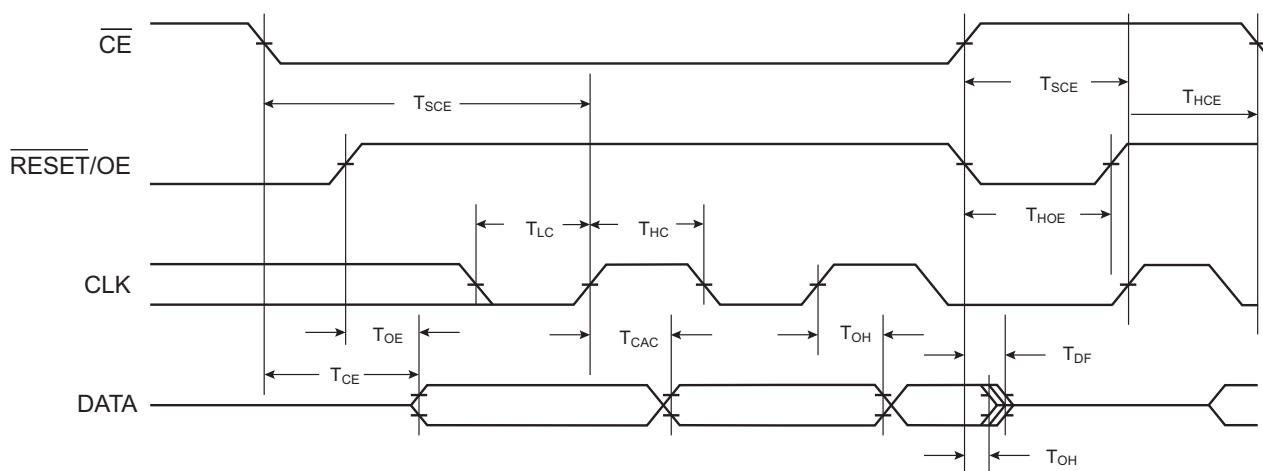 CE
TSCE
TSCE
THCE
RESET/OE
TLC
THC
THOE
CLK
TOE
TCAC
TOH
TDF
TCE
DATA
TOH